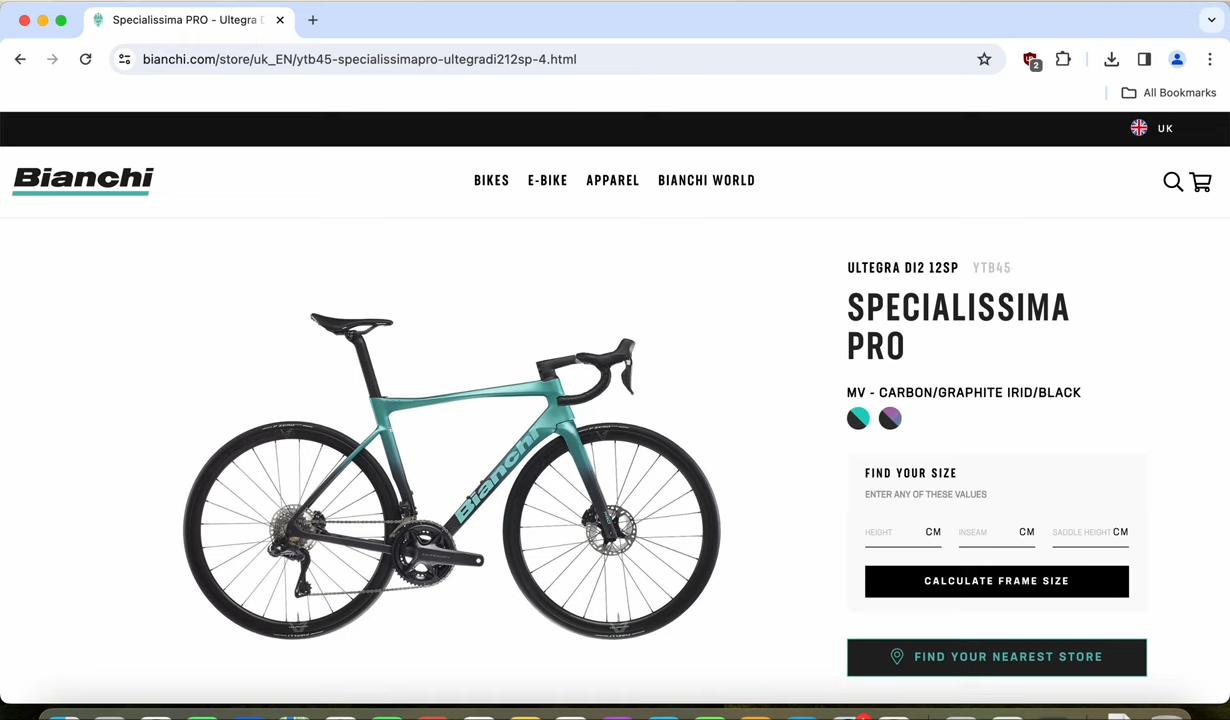 Specialissima PRO - Ultegra D
bianchi.com/store/uk_EN/ytb45-specialissimapro-ultegradi212sp-4.html
2
All Bookmarks
UK
Bianchi
BIKES E-BIKE APPAREL BIANCHI WORLD
ULTEGRA DI2 12SP YTB45
SPECIALISSIMA
PRO
MV - CARBON/GRAPHITE IRID/BLACK
Bianchi
FIND YOUR SIZE
ENTER ANY OF THESE VALUES
HEIGHT CM INSEAM CM SADDLE HEIGHT CM
CALCULATE FRAME SIZE
FIND YOUR NEAREST STORE